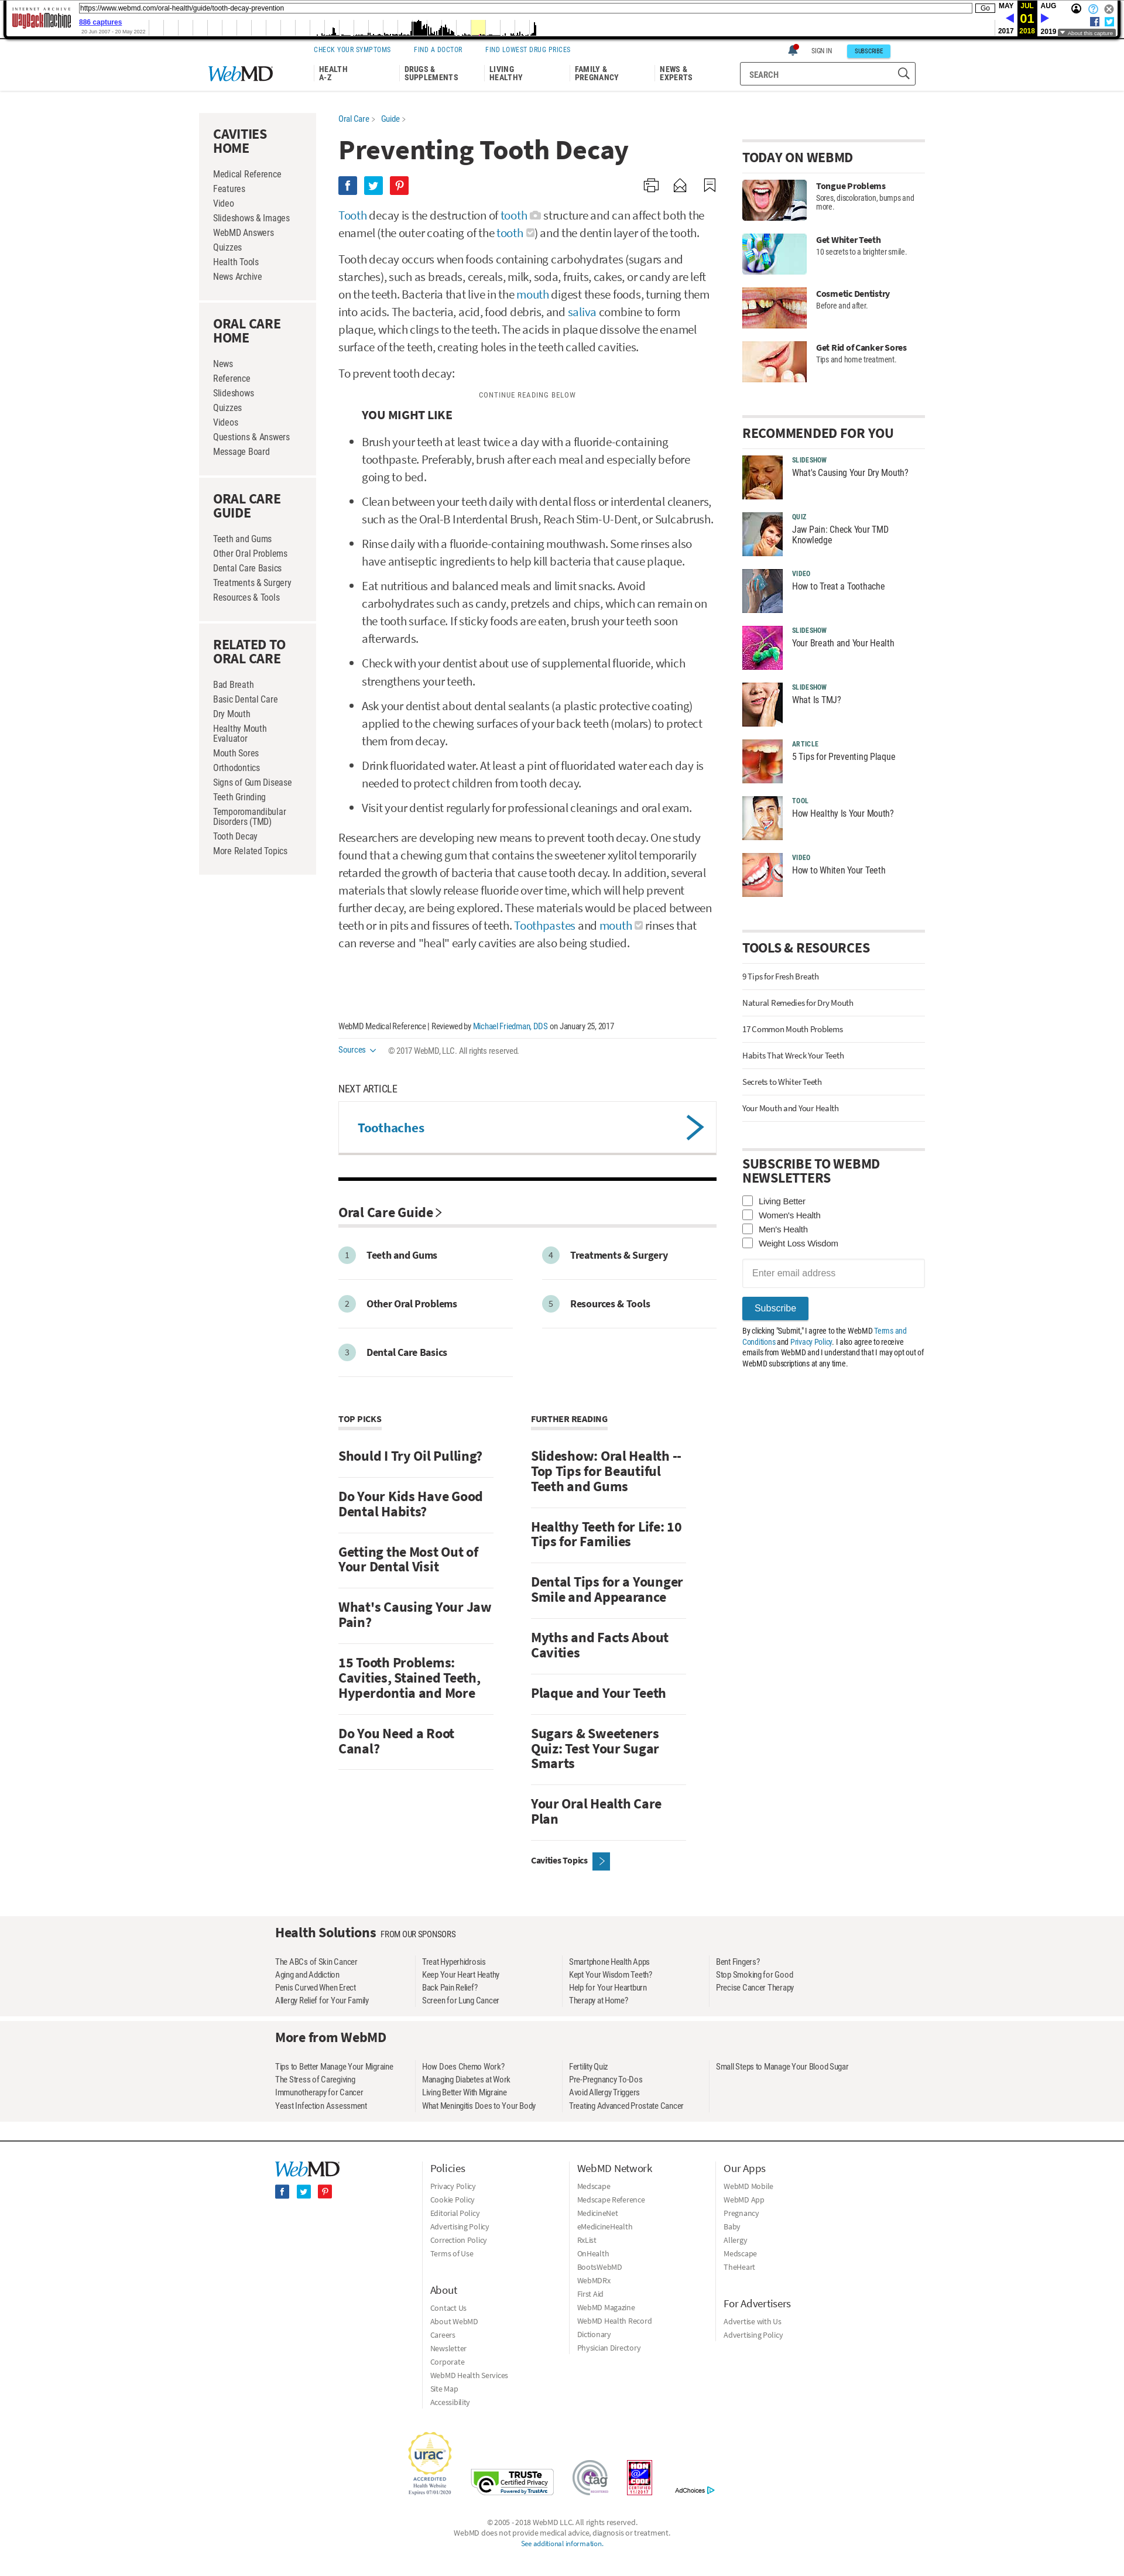 INTERNET ARCHIVE
WayBackMachine
https://www.webmd.com/oral-health/guide/tooth-decay-prevention
Go
MAY
JUL
AUG
886 captures
01
20 Jun 2007 - 20 May 2022
2017
2018
2019
About this capture
CHECK YOUR SYMPTOMS
FIND A DOCTOR
FIND LOWEST DRUG PRICES
SIGN IN
SUBSCRIBE
WebMD
HEALTH
A-Z
DRUGS &
SUPPLEMENTS
LIVING
HEALTHY
FAMILY &
PREGNANCY
NEWS &
EXPERTS
SEARCH
CAVITIES
HOME
Medical Reference
Features
Video
Slideshows & Images
WebMD Answers
Quizzes
Health Tools
News Archive
ORAL CARE
HOME
News
Reference
Slideshows
Quizzes
Videos
Questions & Answers
Message Board
ORAL CARE
GUIDE
Teeth and Gums
Other Oral Problems
Dental Care Basics
Treatments & Surgery
Resources & Tools
RELATED TO
ORAL CARE
Bad Breath
Basic Dental Care
Dry Mouth
Healthy Mouth
Evaluator
Mouth Sores
Orthodontics
Signs of Gum Disease
Teeth Grinding
Temporomandibular
Disorders (TMD)
Tooth Decay
More Related Topics
Oral Care > Guide >
Preventing Tooth Decay
Tooth decay is the destruction of tooth structure and can affect both the
enamel (the outer coating of the tooth ) and the dentin layer of the tooth.
Tooth decay occurs when foods containing carbohydrates (sugars and
starches), such as breads, cereals, milk, soda, fruits, cakes, or candy are left
on the teeth. Bacteria that live in the mouth digest these foods, turning them
into acids. The bacteria, acid, food debris, and saliva combine to form
plaque, which clings to the teeth. The acids in plaque dissolve the enamel
surface of the teeth, creating holes in the teeth called cavities.
To prevent tooth decay:
CONTINUE READING BELOW
YOU MIGHT LIKE
• Brush your teeth at least twice a day with a fluoride-containing
toothpaste. Preferably, brush after each meal and especially before
going to bed.
• Clean between your teeth daily with dental floss or interdental cleaners,
such as the Oral-B Interdental Brush, Reach Stim-U-Dent, or Sulcabrush.
• Rinse daily with a fluoride-containing mouthwash. Some rinses also
have antiseptic ingredients to help kill bacteria that cause plaque.
• Eat nutritious and balanced meals and limit snacks. Avoid
carbohydrates such as candy, pretzels and chips, which can remain on
the tooth surface. If sticky foods are eaten, brush your teeth soon
afterwards.
• Check with your dentist about use of supplemental fluoride, which
strengthens your teeth.
• Ask your dentist about dental sealants (a plastic protective coating)
applied to the chewing surfaces of your back teeth (molars) to protect
them from decay.
• Drink fluoridated water. At least a pint of fluoridated water each day is
needed to protect children from tooth decay.
• Visit your dentist regularly for professional cleanings and oral exam.
Researchers are developing new means to prevent tooth decay. One study
found that a chewing gum that contains the sweetener xylitol temporarily
retarded the growth of bacteria that cause tooth decay. In addition, several
materials that slowly release fluoride over time, which will help prevent
further decay, are being explored. These materials would be placed between
teeth or in pits and fissures of teeth. Toothpastes and mouth rinses that
can reverse and "heal" early cavities are also being studied.
WebMD Medical Reference | Reviewed by Michael Friedman, DDS on January 25, 2017
Sources
© 2017 WebMD, LLC. All rights reserved.
NEXT ARTICLE
Toothaches
Oral Care Guide >
1 Teeth and Gums
4 Treatments & Surgery
2 Other Oral Problems
5 Resources & Tools
3 Dental Care Basics
TOP PICKS
Should I Try Oil Pulling?
Do Your Kids Have Good
Dental Habits?
Getting the Most Out of
Your Dental Visit
What's Causing Your Jaw
Pain?
15 Tooth Problems:
Cavities, Stained Teeth,
Hyperdontia and More
Do You Need a Root
Canal?
FURTHER READING
Slideshow: Oral Health --
Top Tips for Beautiful
Teeth and Gums
Healthy Teeth for Life: 10
Tips for Families
Dental Tips for a Younger
Smile and Appearance
Myths and Facts About
Cavities
Plaque and Your Teeth
Sugars & Sweeteners
Quiz: Test Your Sugar
Smarts
Your Oral Health Care
Plan
Cavities Topics
TODAY ON WEBMD
Tongue Problems
Sores, discoloration, bumps and
more.
Get Whiter Teeth
10 secrets to a brighter smile.
Cosmetic Dentistry
Before and after.
Get Rid of Canker Sores
Tips and home treatment.
RECOMMENDED FOR YOU
SLIDESHOW
What's Causing Your Dry Mouth?
QUIZ
Jaw Pain: Check Your TMD
Knowledge
VIDEO
How to Treat a Toothache
SLIDESHOW
Your Breath and Your Health
SLIDESHOW
What Is TMJ?
ARTICLE
5 Tips for Preventing Plaque
TOOL
How Healthy Is Your Mouth?
VIDEO
How to Whiten Your Teeth
TOOLS & RESOURCES
9 Tips for Fresh Breath
Natural Remedies for Dry Mouth
17 Common Mouth Problems
Habits That Wreck Your Teeth
Secrets to Whiter Teeth
Your Mouth and Your Health
SUBSCRIBE TO WEBMD
NEWSLETTERS
Living Better
Women's Health
Men's Health
Weight Loss Wisdom
Enter email address
Subscribe
By clicking "Submit," I agree to the WebMD Terms and
Conditions and Privacy Policy. I also agree to receive
emails from WebMD and I understand that I may opt out of
WebMD subscriptions at any time.
Health Solutions FROM OUR SPONSORS
The ABCs of Skin Cancer
Aging and Addiction
Penis Curved When Erect
Allergy Relief for Your Family
Treat Hyperhidrosis
Keep Your Heart Heathy
Back Pain Relief?
Screen for Lung Cancer
Smartphone Health Apps
Kept Your Wisdom Teeth?
Help for Your Heartburn
Therapy at Home?
Bent Fingers?
Stop Smoking for Good
Precise Cancer Therapy
More from WebMD
Tips to Better Manage Your Migraine
The Stress of Caregiving
Immunotherapy for Cancer
Yeast Infection Assessment
How Does Chemo Work?
Managing Diabetes at Work
Living Better With Migraine
What Meningitis Does to Your Body
Fertility Quiz
Pre-Pregnancy To-Dos
Avoid Allergy Triggers
Treating Advanced Prostate Cancer
Small Steps to Manage Your Blood Sugar
WebMD
Policies
Privacy Policy
Cookie Policy
Editorial Policy
Advertising Policy
Correction Policy
Terms of Use
About
Contact Us
About WebMD
Careers
Newsletter
Corporate
WebMD Health Services
Site Map
Accessibility
WebMD Network
Medscape
Medscape Reference
MedicineNet
eMedicineHealth
RxList
OnHealth
BootsWebMD
WebMDRx
First Aid
WebMD Magazine
WebMD Health Record
Dictionary
Physician Directory
Our Apps
WebMD Mobile
WebMD App
Pregnancy
Baby
Allergy
Medscape
TheHeart
For Advertisers
Advertise with Us
Advertising Policy
urac
ACCREDITED
Health Website
Expires 07/01/2020
TRUSTe
Certified Privacy
Powered by TrustArc
tag
HON
@ CODE
AdChoices
© 2005 - 2018 WebMD LLC. All rights reserved.
WebMD does not provide medical advice, diagnosis or treatment.
See additional information.